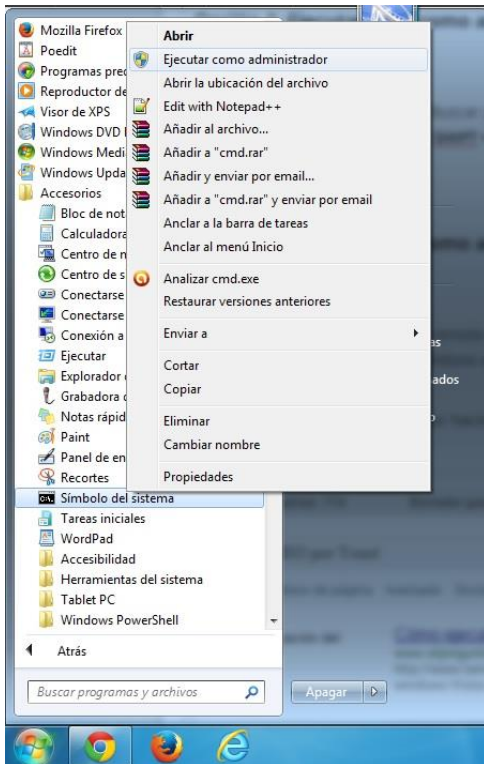 Mozilla Firefox
Poedit
Programas pre
Reproductor de
Visor de XPS
Windows DVD
Windows Medi
Windows Upda
Accesorios
Bloc de not
Calculadora
Centro de
Centro de s
Conectarse
Conectarse
Conexión a
Ejecutar
Explorador
Grabadora
Notas rápid
Paint
Panel de en
Recortes
Símbolo del sistema
Tareas iniciales
WordPad
Accesibilidad
Herramientas del sistema
Tablet PC
Windows PowerShell
Atrás
Buscar programas y archivos
Apagar
Abrir
Ejecutar como administrador
Abrir la ubicación del archivo
Edit with Notepad++
Añadir al archivo...
Añadir a "cmd.rar"
Añadir y enviar por email...
Añadir a "cmd.rar" y enviar por email
Anclar a la barra de tareas
Anclar al menú Inicio
Analizar cmd.exe
Restaurar versiones anteriores
Enviar a
Cortar
Copiar
Eliminar
Cambiar nombre
Propiedades
as
ados